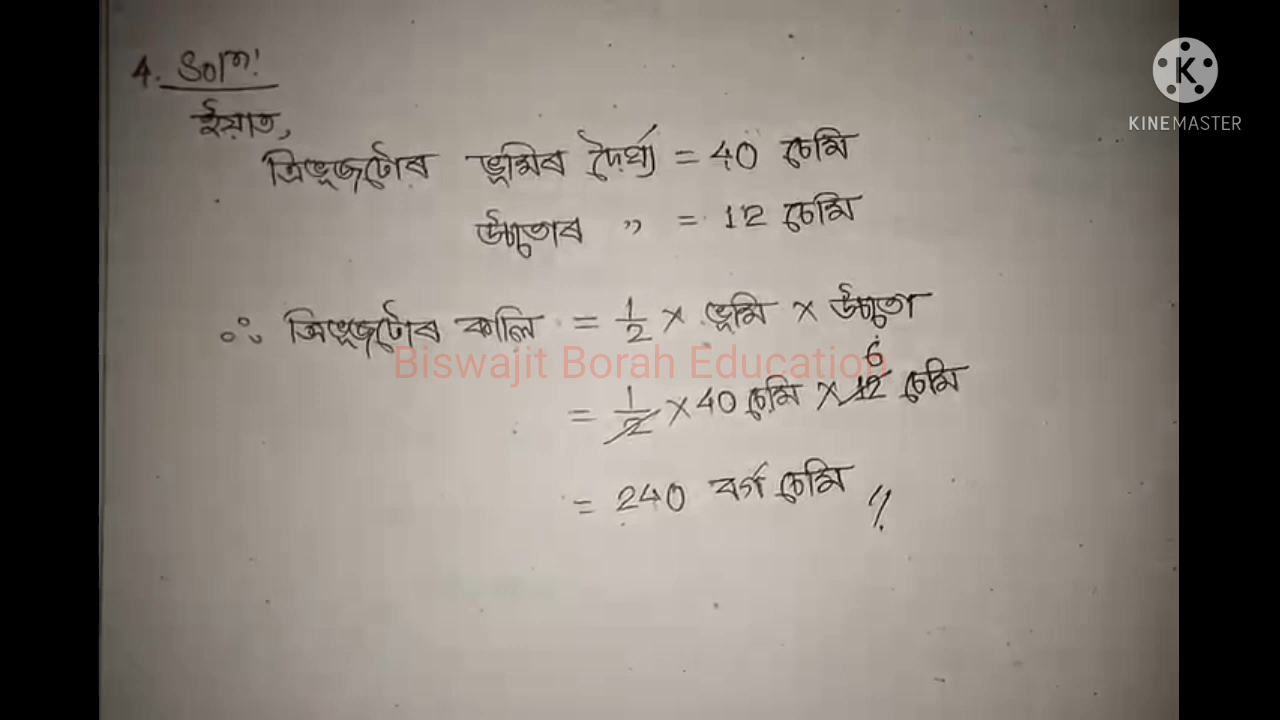 4. Solⁿ!
ইয়াত,
ত্ৰিভূজটোৰ ভূমিৰ দৈৰ্ঘ্য = 40 চেমি
উচ্চতাৰ " = 12 চেমি
∴ ত্ৰিভূজটোৰ কালি = 1/2 × ভূমি × উচ্চতা
6
= 1/2 × 40 চেমি × 12 চেমি
= 240 বৰ্গ চেমি //
Biswajit Borah Education
K
KINEMASTER